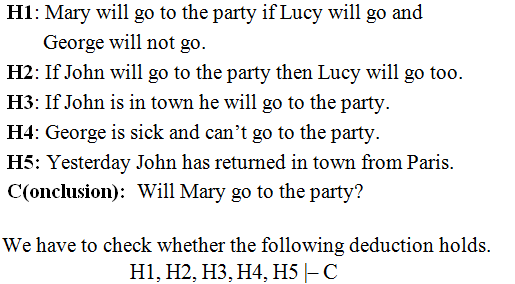 H1: Mary will go to the party if Lucy will go and
George will not go.
H2: If John will go to the party then Lucy will go too.
H3: If John is in town he will go to the party.
H4: George is sick and can’t go to the party.
H5: Yesterday John has returned in town from Paris.
C(onclusion): Will Mary go to the party?
We have to check whether the following deduction holds.
H1, H2, H3, H4, H5 |– C